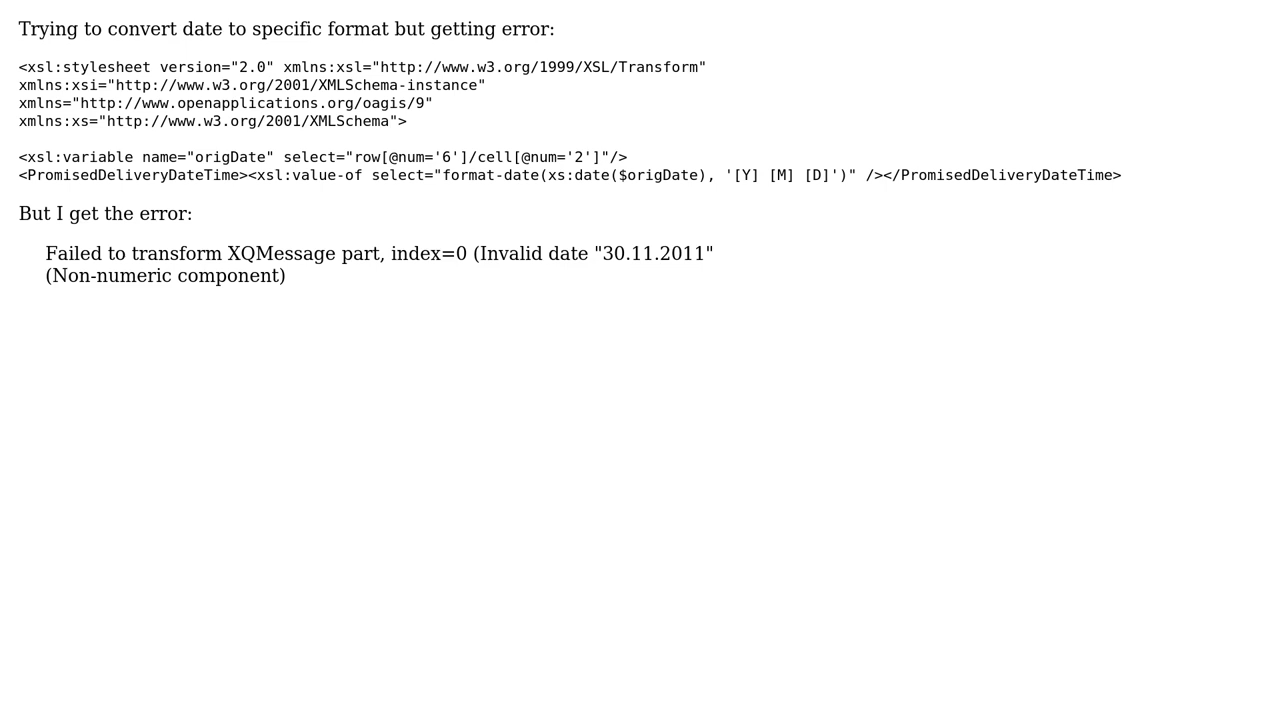 Trying to convert date to specific format but getting error:
<xsl:stylesheet version="2.0" xmlns:xsl="http://www.w3.org/1999/XSL/Transform"
xmlns:xsi="http://www.w3.org/2001/XMLSchema-instance"
xmlns="http://www.openapplications.org/oagis/9"
xmlns:xs="http://www.w3.org/2001/XMLSchema">
<xsl:variable name="origDate" select="row[@num='6']/cell[@num='2']"/>
<PromisedDeliveryDateTime><xsl:value-of select="format-date(xs:date($origDate), '[Y] [M] [D]')" /></PromisedDeliveryDateTime>
But I get the error:
Failed to transform XQMessage part, index=0 (Invalid date "30.11.2011"
(Non-numeric component)